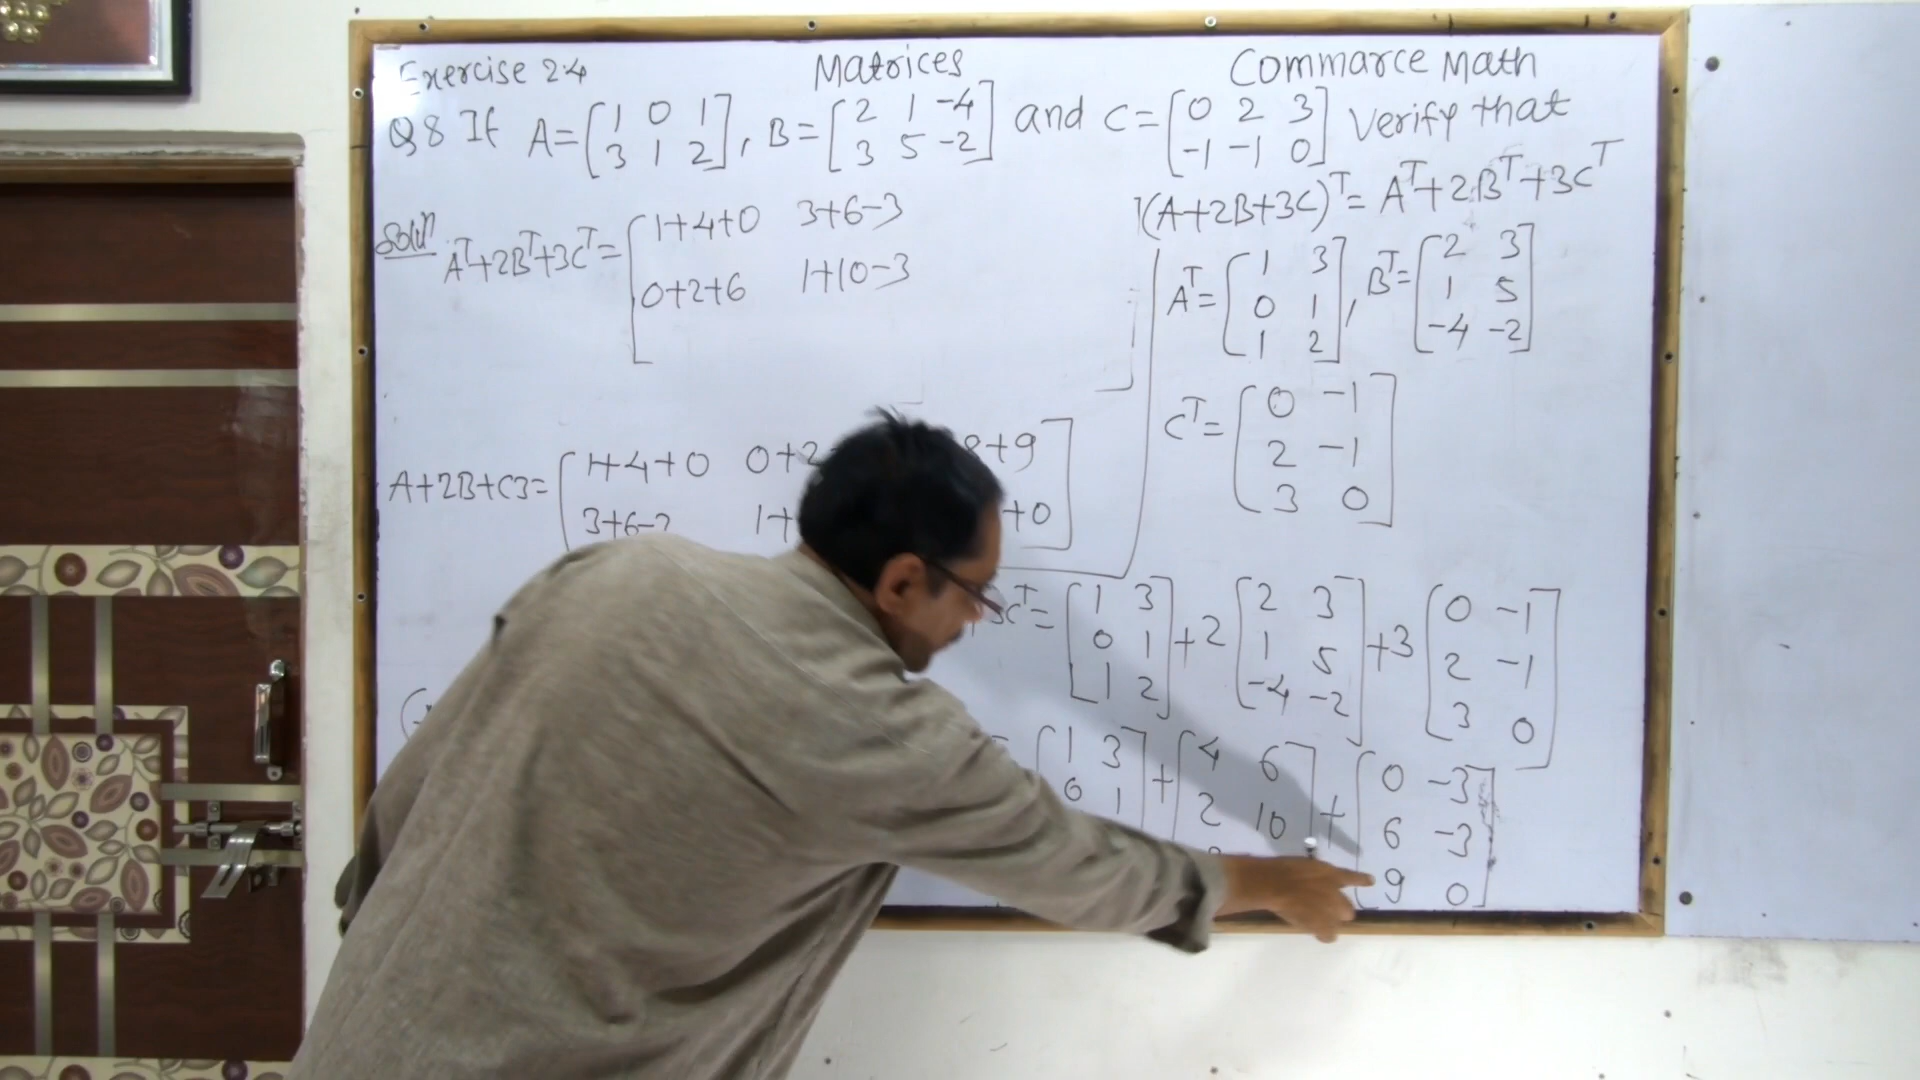 Exercise 2.4 Matrices Commarce Math
Q8 If A=[1 0 1 , B=[2 1 -4 and C=[0 2 3 Verify that
3 1 2] 3 5 -2] -1 -1 0]
(A+2B+3C)^T = A^T+2B^T+3C^T
Sol:n A^T+2B^T+3C^T=[1+4+0 3+6-3
0+2+6 1+10-3
A^T=[1 3 , B^T=[2 3
0 1 1 5
1 2] -4 -2]
C^T=[0 -1
2 -1
3 0]
A+2B+C3=[1+4+0 0+2 8+9
3+6-3 1+ +0]
3C^T=[1 3 +2[2 3 +3[0 -1
0 1 1 5 2 -1
1 2] -4 -2] 3 0]
=[1 3 +[4 6 +[0 -3
0 1 2 10 6 -3
9 0]